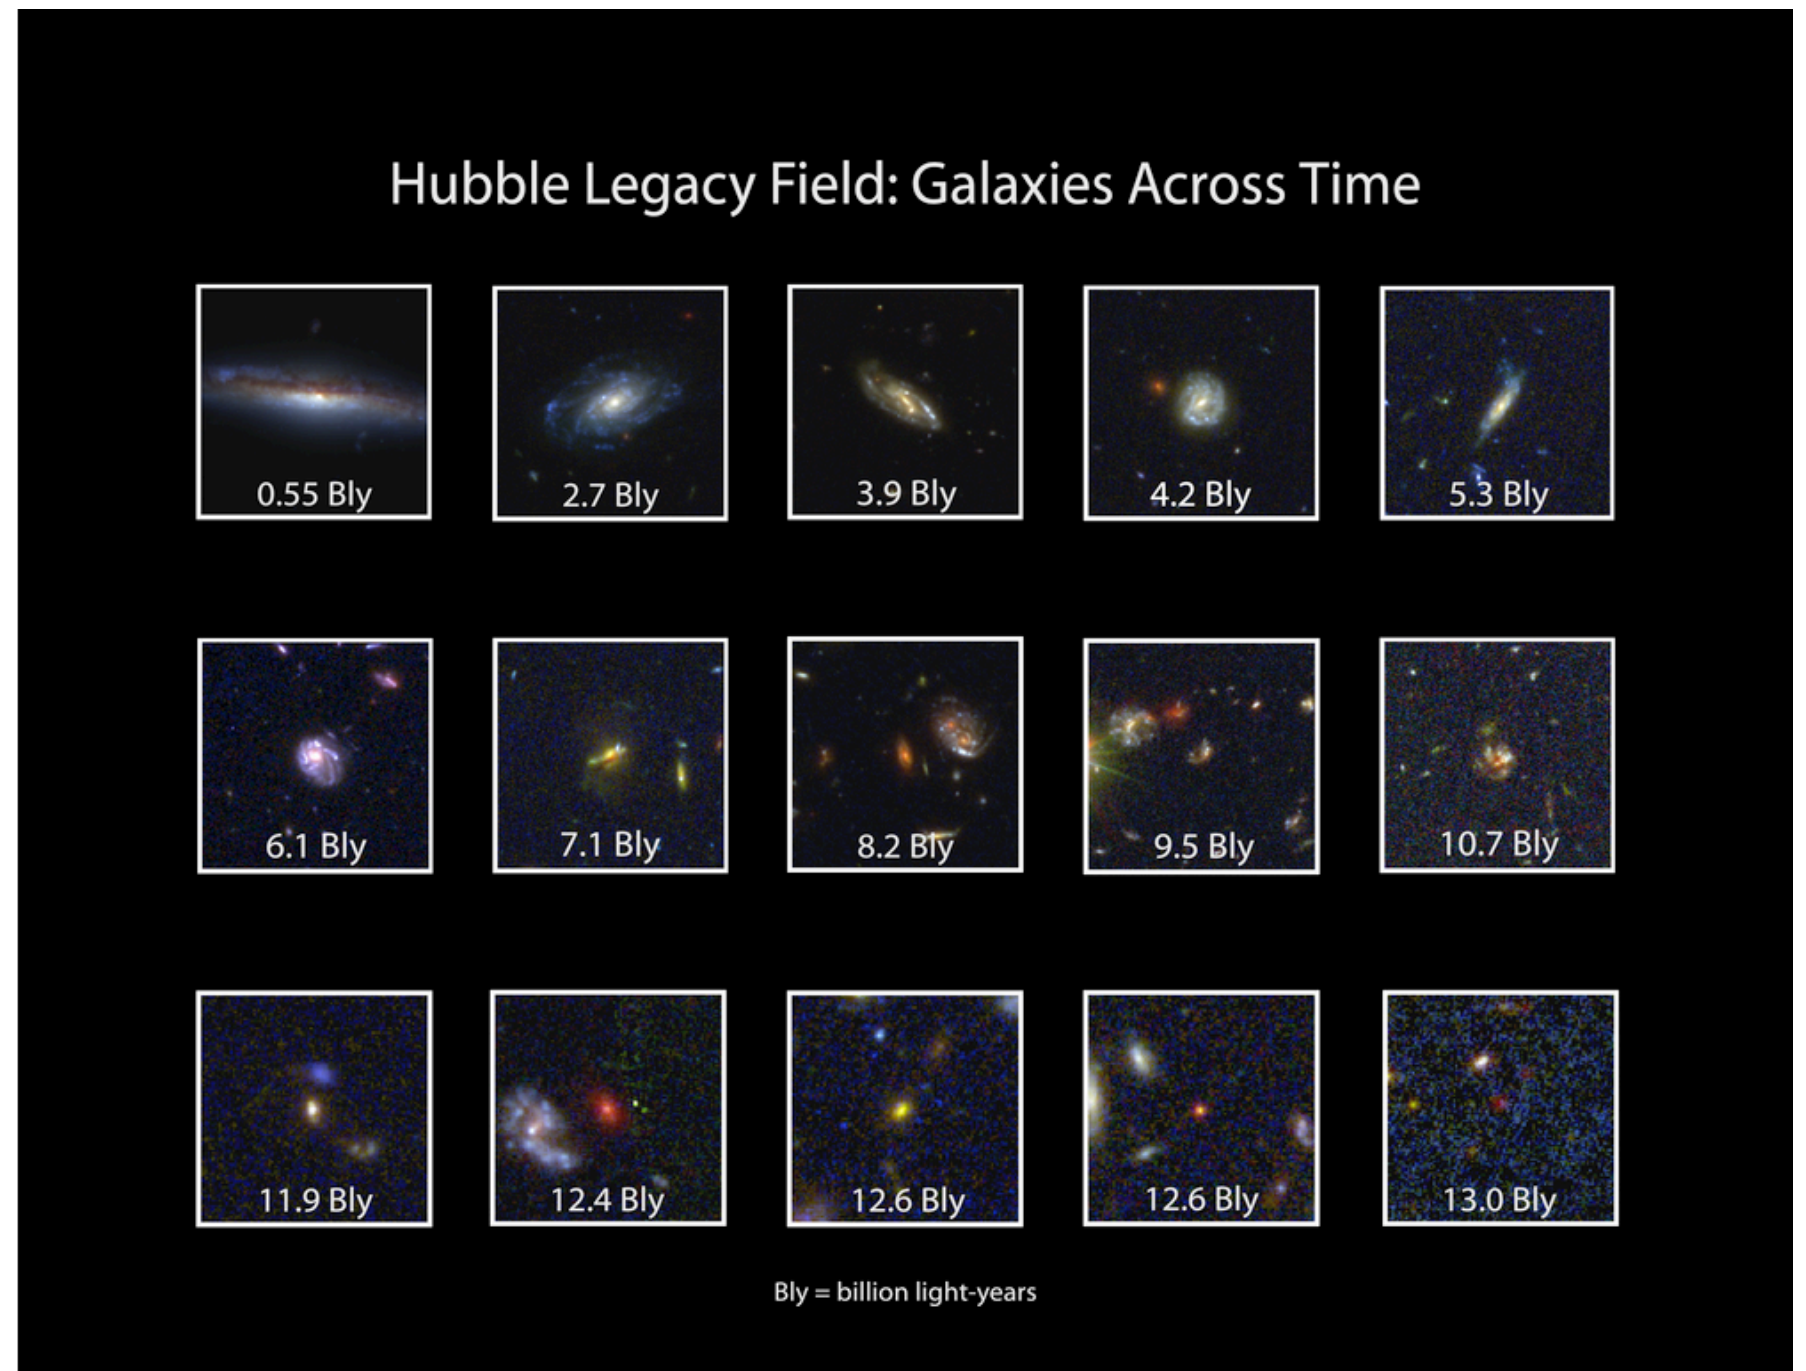 Hubble Legacy Field: Galaxies Across Time
0.55 Bly
2.7 Bly
3.9 Bly
4.2 Bly
5.3 Bly
6.1 Bly
7.1 Bly
8.2 Bly
9.5 Bly
10.7 Bly
11.9 Bly
12.4 Bly
12.6 Bly
12.6 Bly
13.0 Bly
Bly = billion light-years